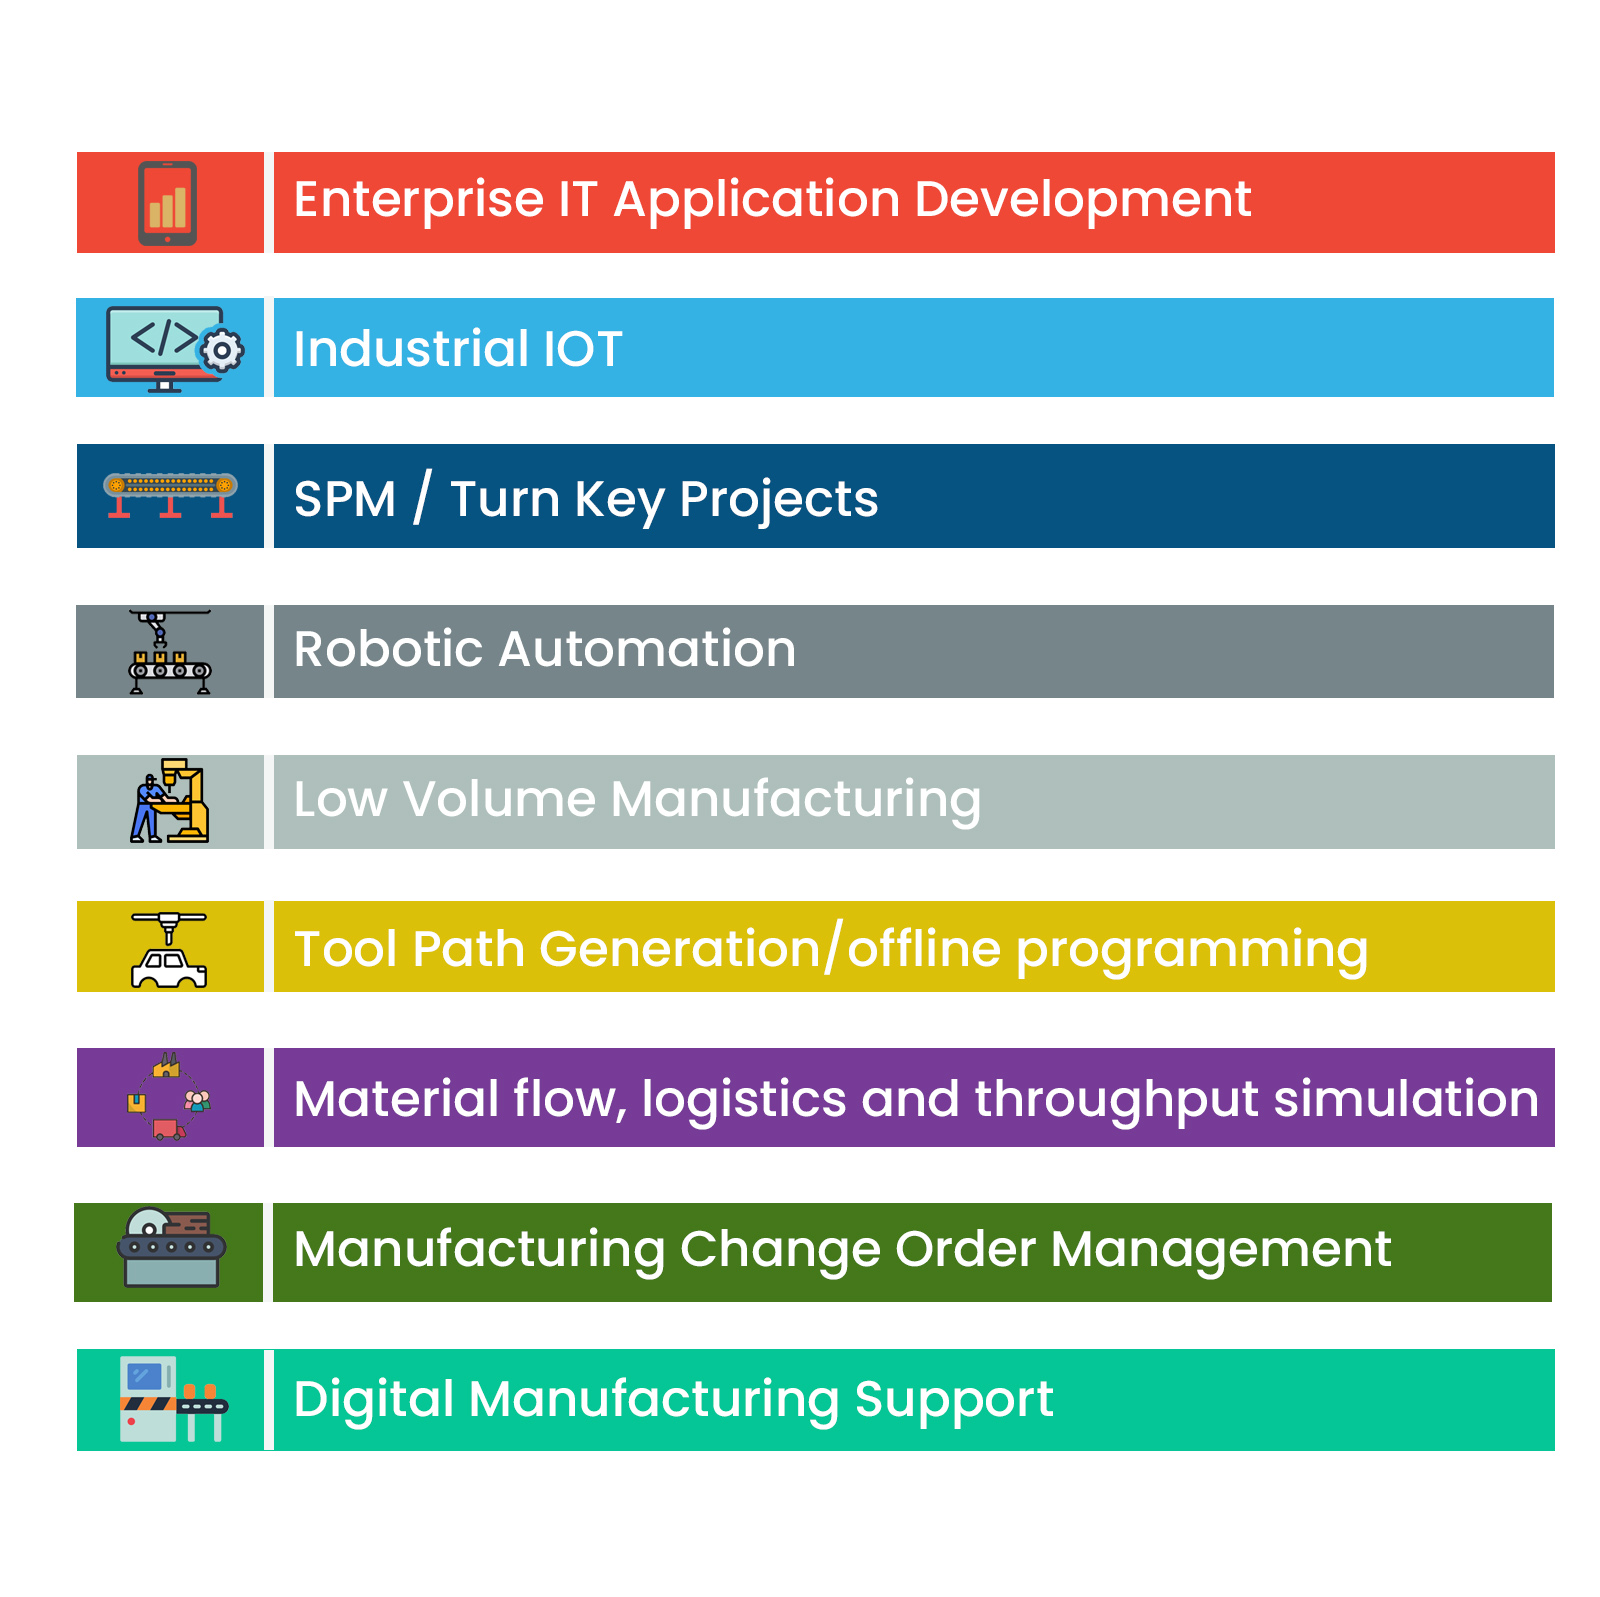 Enterprise IT Application Development
Industrial IOT
SPM / Turn Key Projects
Robotic Automation
Low Volume Manufacturing
Tool Path Generation/offline programming
Material flow, logistics and throughput simulation
Manufacturing Change Order Management
Digital Manufacturing Support